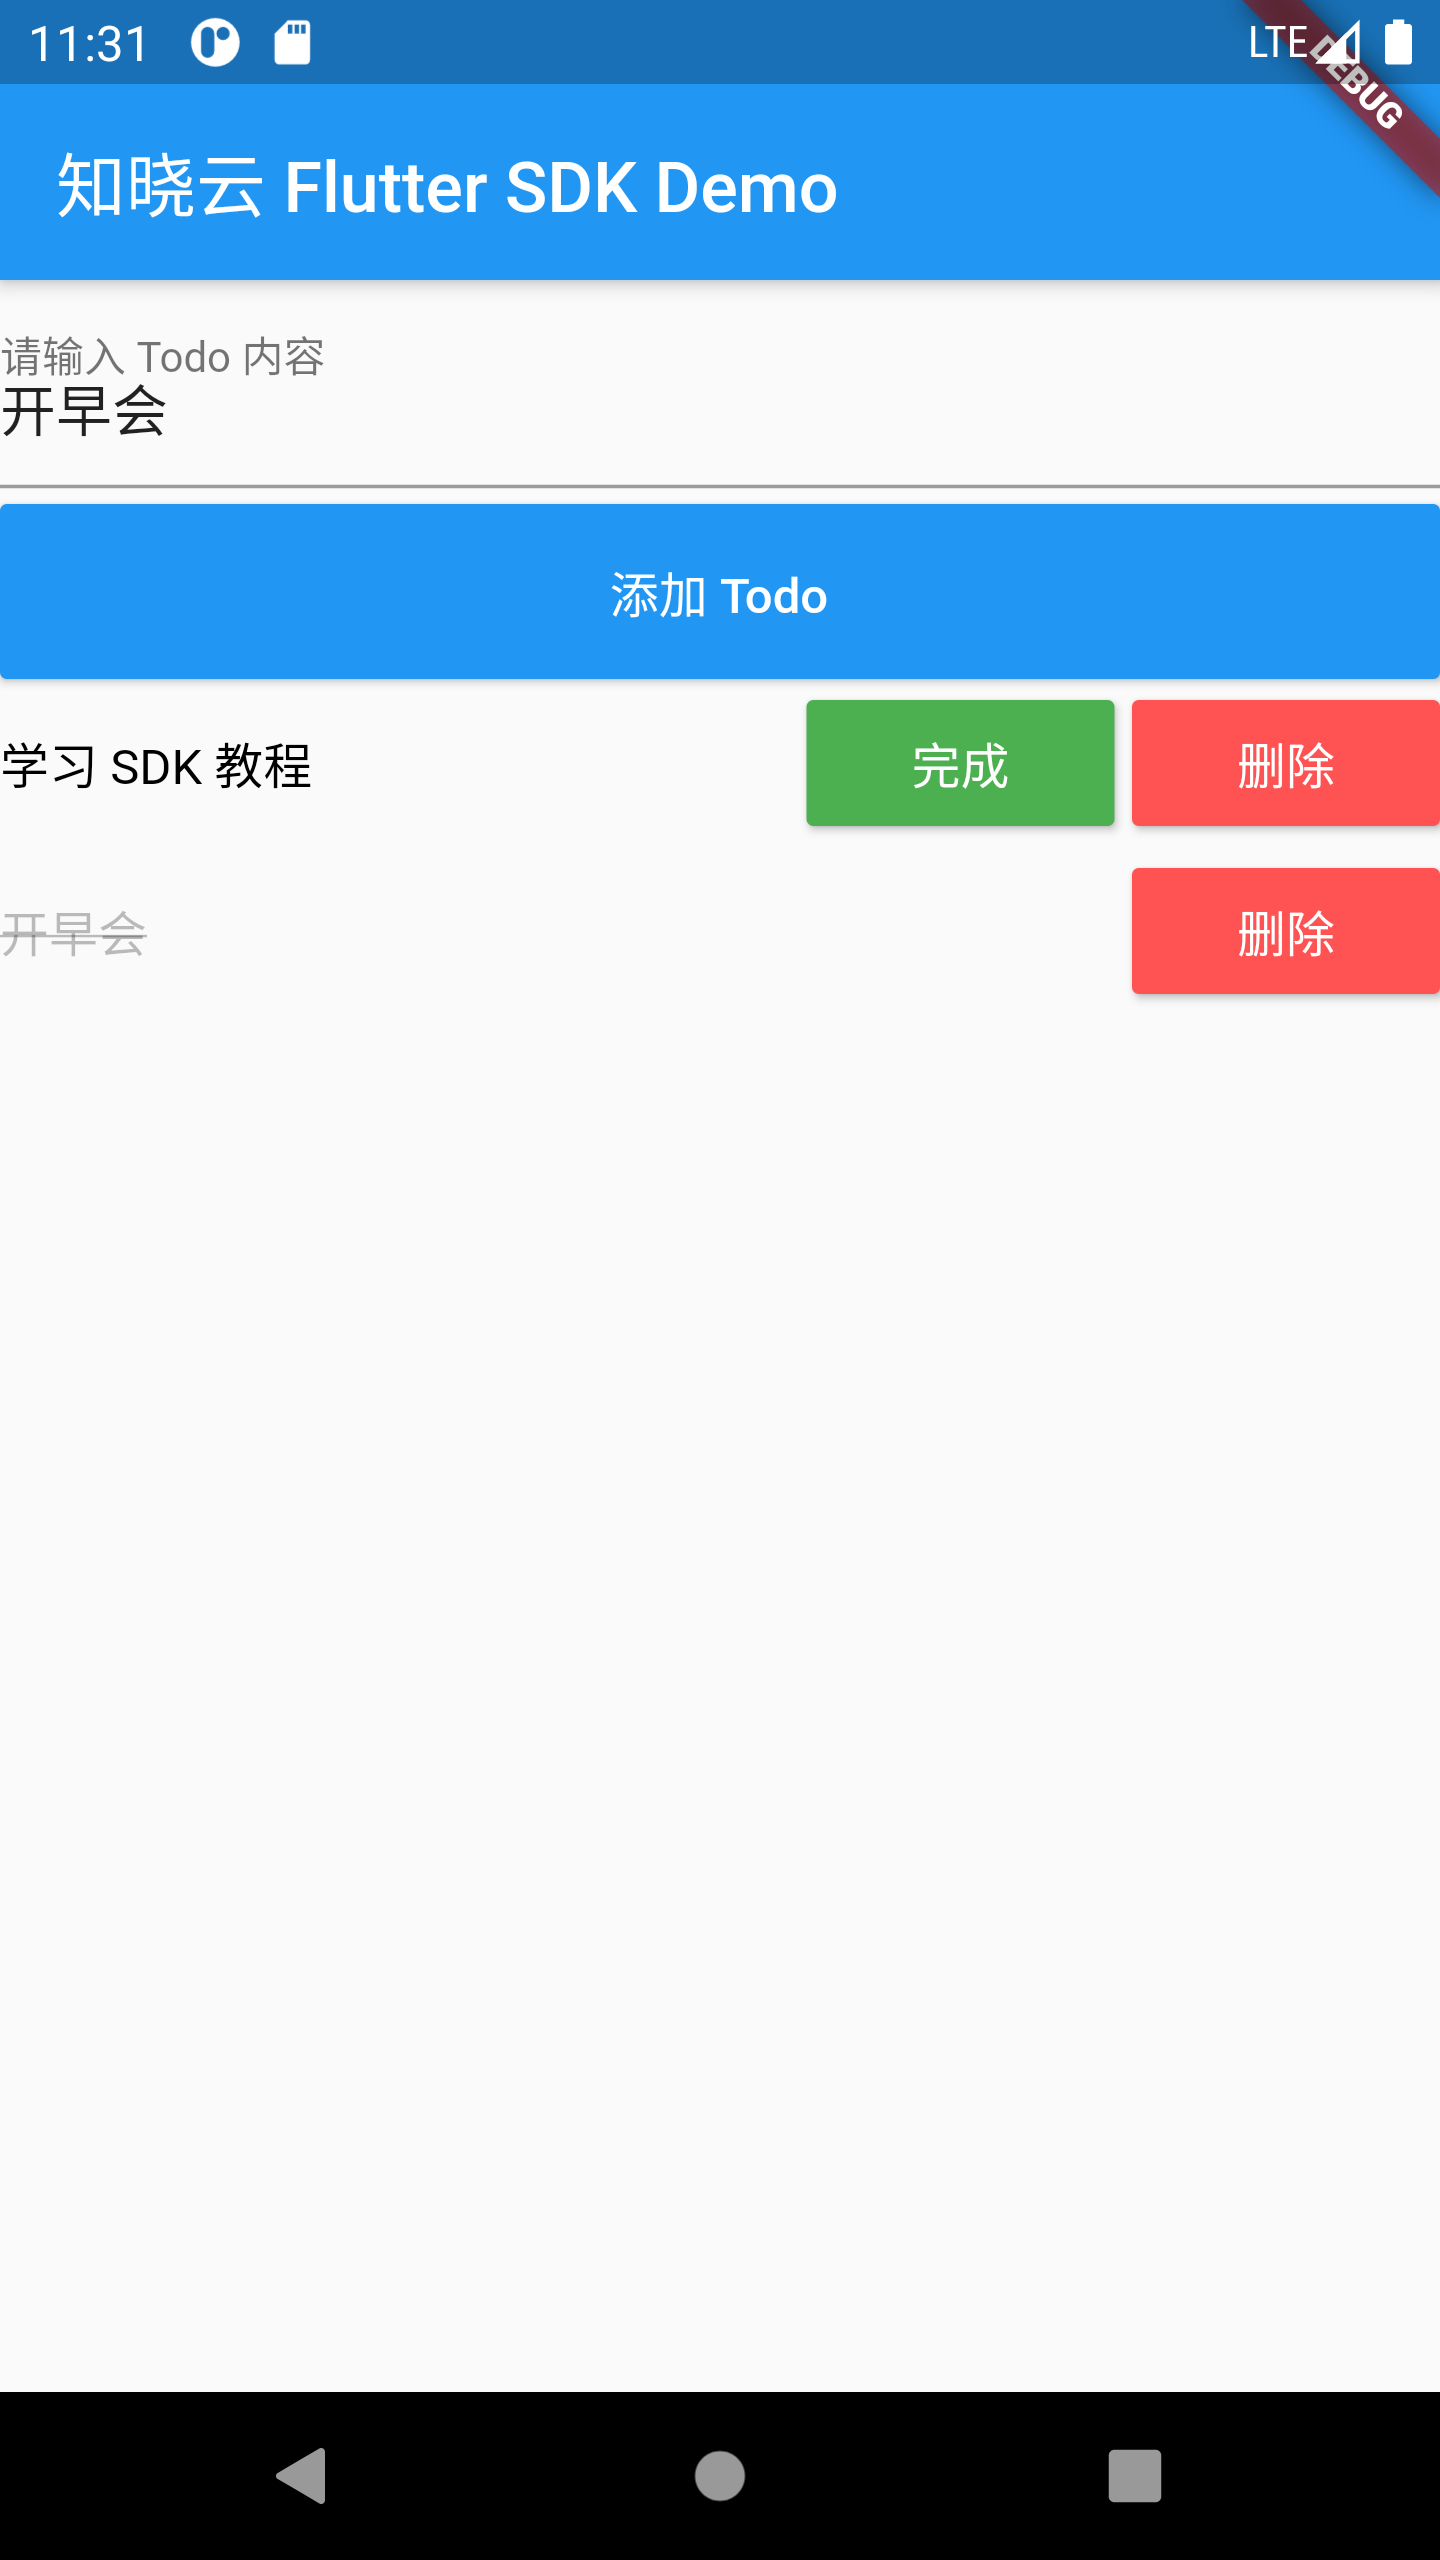 11:31 LTE
DEBUG
知晓云 Flutter SDK Demo
请输入 Todo 内容
开早会
添加 Todo
学习 SDK 教程 完成 删除
开早会 删除